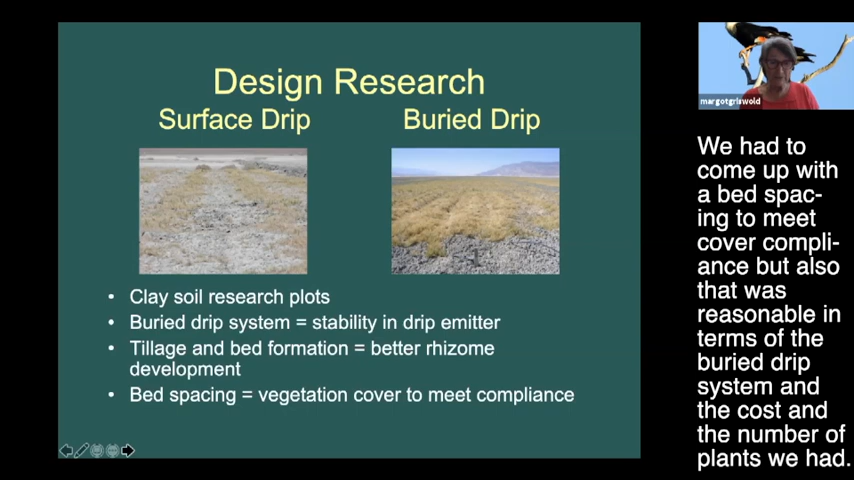 Design Research
Surface Drip
Buried Drip
• Clay soil research plots
• Buried drip system = stability in drip emitter
• Tillage and bed formation = better rhizome
development
• Bed spacing = vegetation cover to meet compliance
margotgriswold
We had to
come up with
a bed spac-
ing to meet
cover compli-
ance but also
that was
reasonable in
terms of the
buried drip
system and
the cost and
the number of
plants we had.